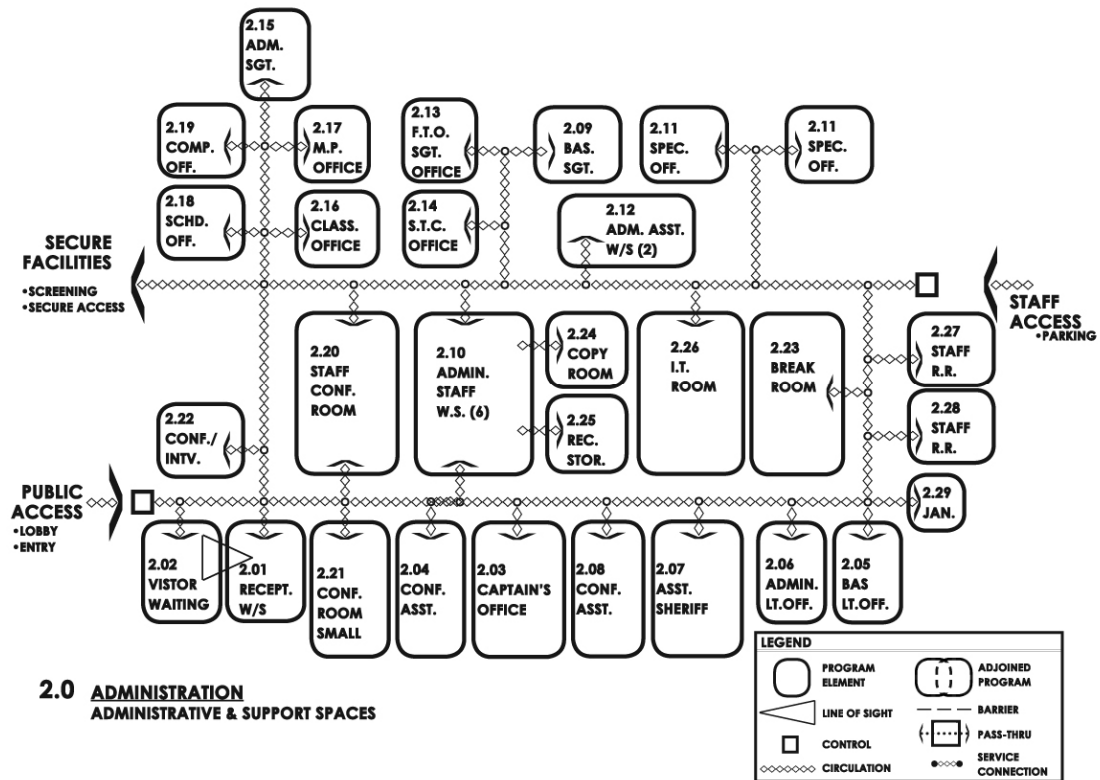 2.15
ADM.
SGT.
2.19
COMP.
OFF.
2.17
M.P.
OFFICE
2.13
F.T.O.
SGT.
OFFICE
2.09
BAS.
SGT.
2.11
SPEC.
OFF.
2.11
SPEC.
OFF.
2.18
SCHD.
OFF.
2.16
CLASS.
OFFICE
2.14
S.T.C.
OFFICE
2.12
ADM. ASST.
W/S (2)
SECURE
FACILITIES
•SCREENING
•SECURE ACCESS
STAFF
ACCESS
•PARKING
2.20
STAFF
CONF.
ROOM
2.10
ADMIN.
STAFF
W.S. (6)
2.24
COPY
ROOM
2.25
REC.
STOR.
2.26
I.T.
ROOM
2.23
BREAK
ROOM
2.27
STAFF
R.R.
2.28
STAFF
R.R.
2.22
CONF./
INTV.
2.29
JAN.
PUBLIC
ACCESS
•LOBBY
•ENTRY
2.02
VISTOR
WAITING
2.01
RECEPT.
W/S
2.21
CONF.
ROOM
SMALL
2.04
CONF.
ASST.
2.03
CAPTAIN'S
OFFICE
2.08
CONF.
ASST.
2.07
ASST.
SHERIFF
2.06
ADMIN.
LT.OFF.
2.05
BAS
LT.OFF.
2.0 ADMINISTRATION
ADMINISTRATIVE & SUPPORT SPACES
LEGEND
PROGRAM
ELEMENT
ADJOINED
PROGRAM
LINE OF SIGHT
BARRIER
CONTROL
PASS-THRU
CIRCULATION
SERVICE
CONNECTION